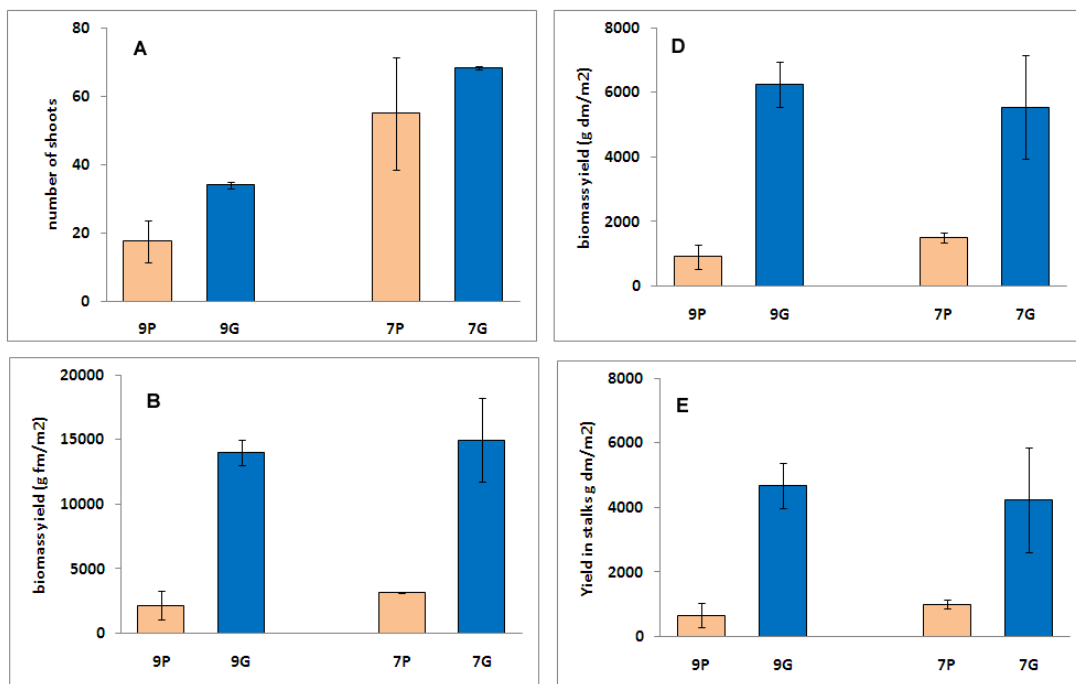 A
number of shoots
80
60
40
20
0
9P 9G 7P 7G
D
biomass yield (g dm/m2)
8000
6000
4000
2000
0
9P 9G 7P 7G
B
biomass yield (g fm/m2)
20000
15000
10000
5000
0
9P 9G 7P 7G
E
Yield in stalks g dm/m2)
8000
6000
4000
2000
0
9P 9G 7P 7G